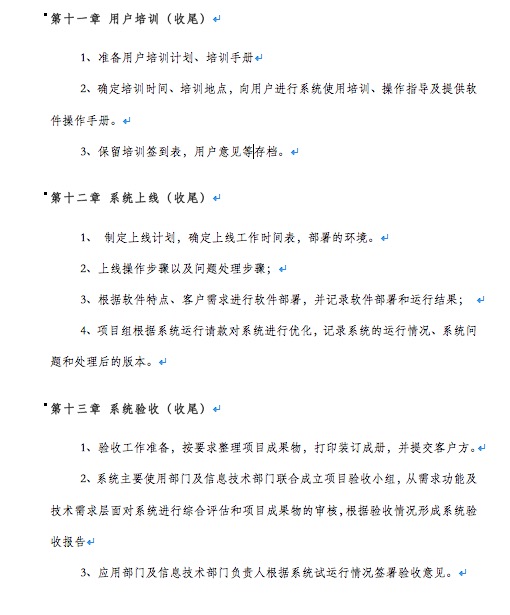 第十一章 用户培训（收尾）
1、准备用户培训计划、培训手册
2、确定培训时间、培训地点，向用户进行系统使用培训、操作指导及提供软
件操作手册。
3、保留培训签到表，用户意见等存档。
第十二章 系统上线（收尾）
1、 制定上线计划，确定上线工作时间表，部署的环境。
2、上线操作步骤以及问题处理步骤；
3、根据软件特点、客户需求进行软件部署，并记录软件部署和运行结果；
4、项目组根据系统运行请款对系统进行优化，记录系统的运行情况、系统问
题和处理后的版本。
第十三章 系统验收（收尾）
1、验收工作准备，按要求整理项目成果物，打印装订成册，并提交客户方。
2、系统主要使用部门及信息技术部门联合成立项目验收小组，从需求功能及
技术需求层面对系统进行综合评估和项目成果物的审核，根据验收情况形成系统验
收报告
3、应用部门及信息技术部门负责人根据系统试运行情况签署验收意见。